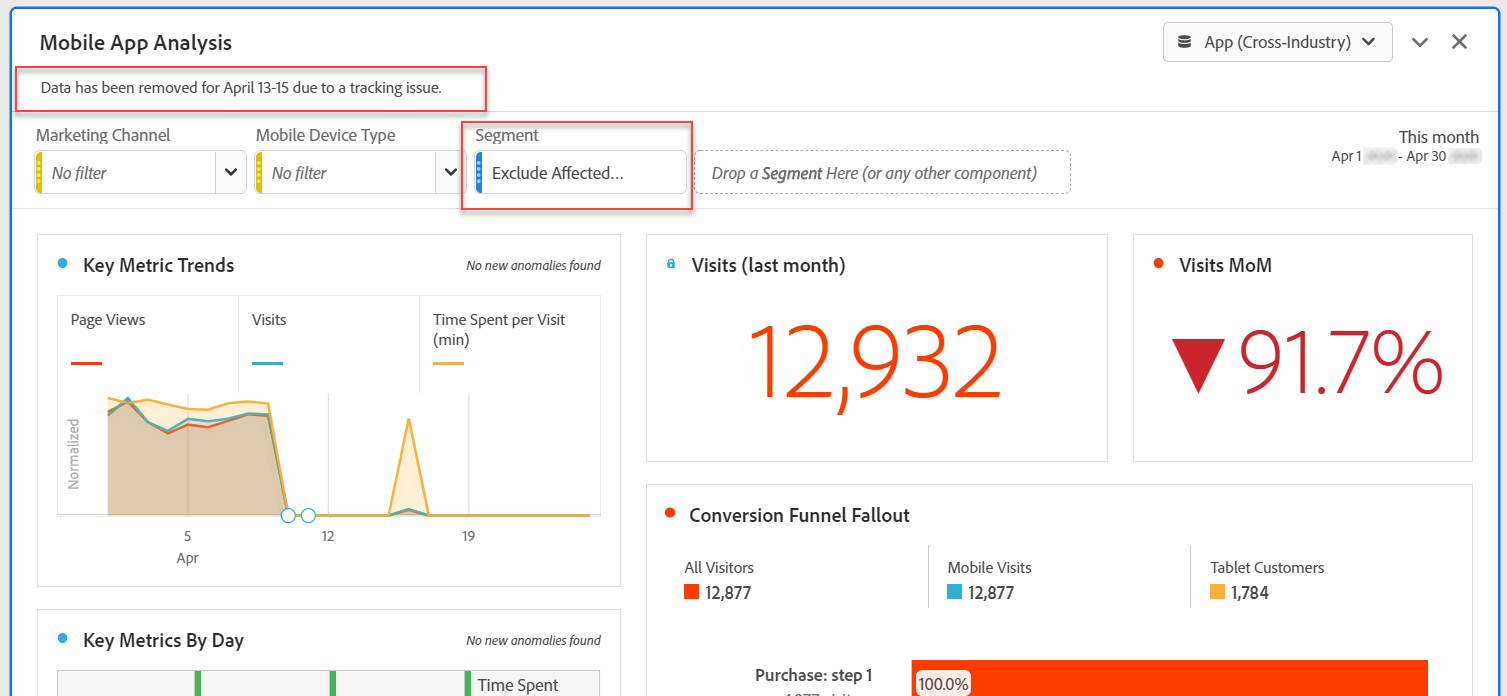 Mobile App Analysis
App (Cross-Industry)
Data has been removed for April 13-15 due to a tracking issue.
Marketing Channel
Mobile Device Type
Segment
This month
No filter
No filter
Exclude Affected...
Drop a Segment Here (or any other component)
Apr 1 - Apr 30
Key Metric Trends
No new anomalies found
Visits (last month)
Visits MoM
Page Views
Visits
Time Spent per Visit
(min)
12,932
▼91.7%
Normalized
5
12
19
Apr
Conversion Funnel Fallout
All Visitors
Mobile Visits
Tablet Customers
12,877
12,877
1,784
Key Metrics By Day
No new anomalies found
Time Spent
Purchase: step 1
100.0%